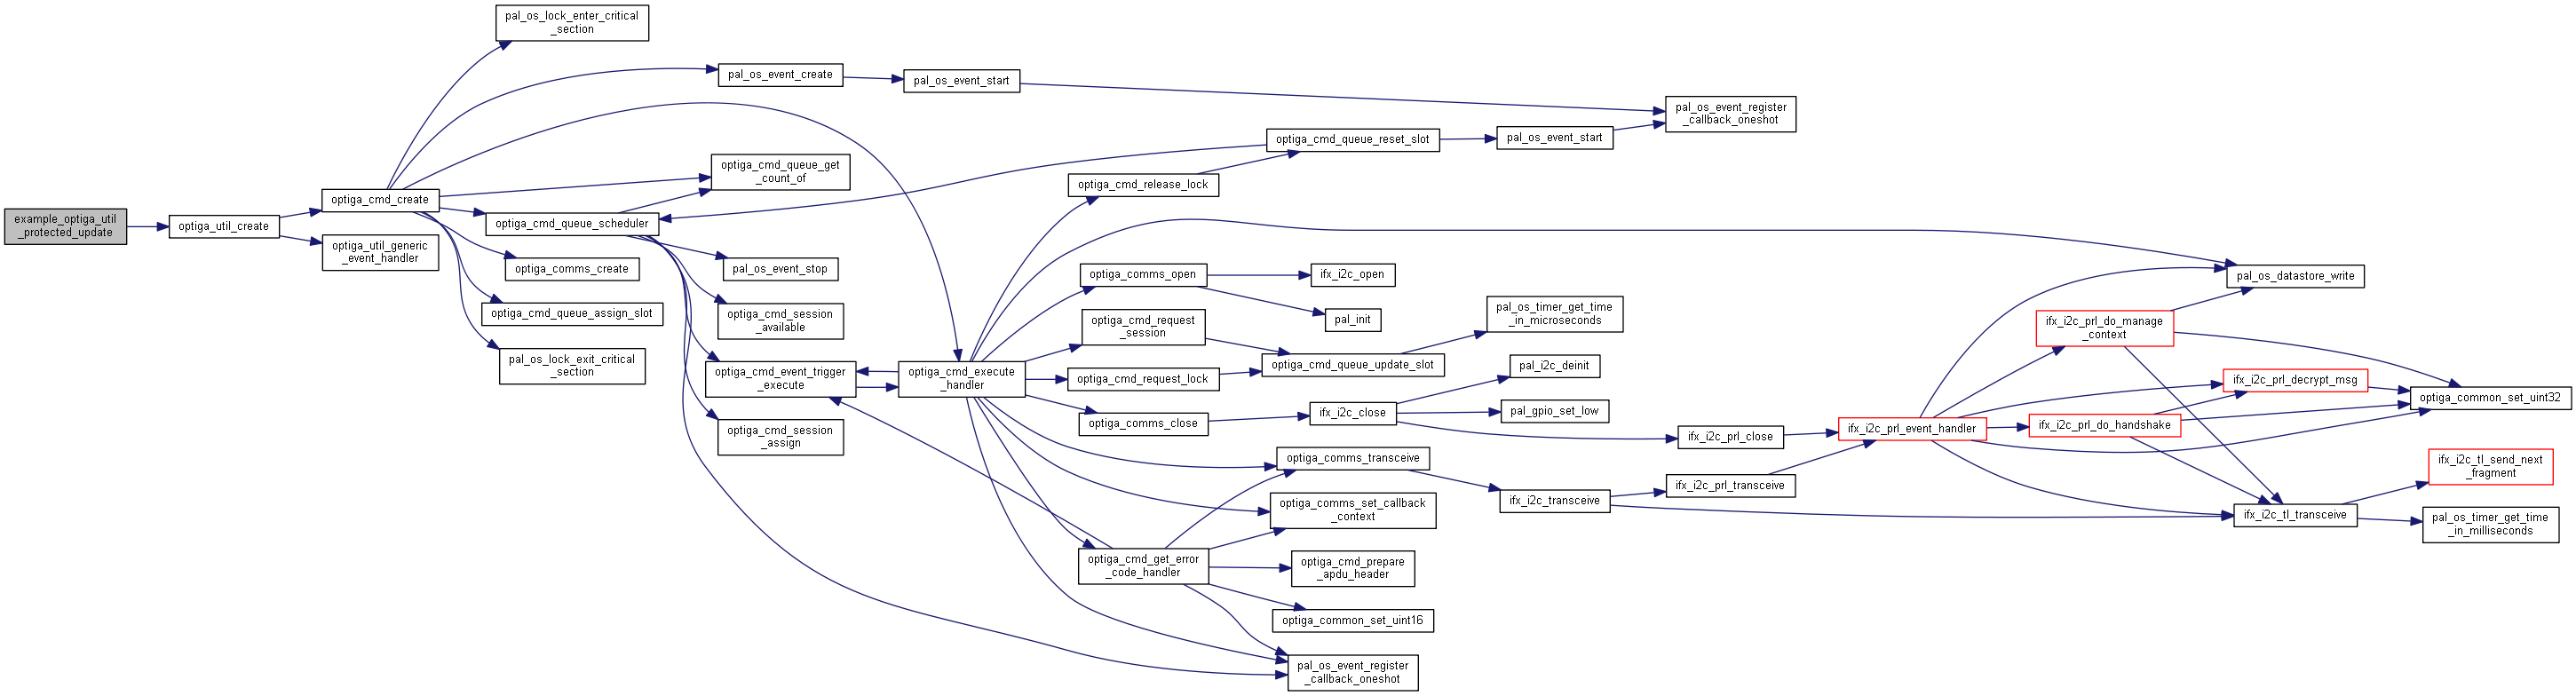 example_optiga_util
_protected_update
optiga_util_create
optiga_cmd_create
optiga_util_generic
_event_handler
pal_os_lock_enter_critical
_section
pal_os_event_create
optiga_cmd_queue_get
_count_of
optiga_cmd_queue_scheduler
optiga_comms_create
optiga_cmd_queue_assign_slot
pal_os_lock_exit_critical
_section
pal_os_event_stop
optiga_cmd_session
_available
optiga_cmd_event_trigger
_execute
optiga_cmd_session
_assign
pal_os_event_start
optiga_cmd_execute
_handler
optiga_cmd_release_lock
optiga_comms_open
optiga_cmd_request
_session
optiga_cmd_request_lock
optiga_comms_close
optiga_cmd_get_error
_code_handler
optiga_cmd_queue_reset_slot
ifx_i2c_open
pal_init
optiga_cmd_queue_update_slot
ifx_i2c_close
optiga_comms_transceive
optiga_comms_set_callback
_context
optiga_cmd_prepare
_apdu_header
optiga_common_set_uint16
pal_os_event_register
_callback_oneshot
pal_os_event_start
pal_os_timer_get_time
_in_microseconds
pal_i2c_deinit
pal_gpio_set_low
ifx_i2c_transceive
pal_os_event_register
_callback_oneshot
ifx_i2c_prl_close
ifx_i2c_prl_transceive
ifx_i2c_prl_event_handler
pal_os_datastore_write
ifx_i2c_prl_do_manage
_context
ifx_i2c_prl_decrypt_msg
ifx_i2c_prl_do_handshake
optiga_common_set_uint32
ifx_i2c_tl_transceive
ifx_i2c_tl_send_next
_fragment
pal_os_timer_get_time
_in_milliseconds